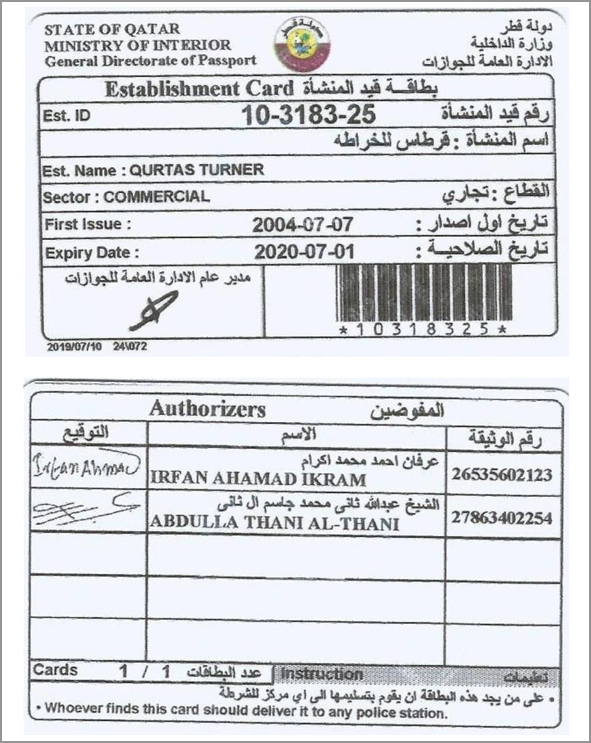 STATE OF QATAR
MINISTRY OF INTERIOR
General Directorate of Passport
دولة قطر
وزارة الداخلية
الادارة العامة للجوازات
Establishment Card بطاقة قيد المنشأة
Est. ID 10-3183-25 رقم قيد المنشأة
اسم المنشأة : قرطاس للخراطه
Est. Name : QURTAS TURNER
Sector : COMMERCIAL القطاع : تجاري
First Issue : 2004-07-07 تاريخ اول اصدار :
Expiry Date : 2020-07-01 تاريخ الصلاحية :
مدير عام الادارة العامة للجوازات
*10318325*
2019/07/10 24\072
Authorizers المفوضين
التوقيع الاسم رقم الوثيقة
Irfan Ahmad
عرفان احمد محمد اكرام
IRFAN AHAMAD IKRAM 26535602123
الشيخ عبدالله ثانى محمد جاسم ال ثانى
ABDULLA THANI AL-THANI 27863402254
Cards 1 / 1 عدد البطاقات Instruction تعليمات
• على من يجد هذه البطاقة ان يقوم بتسليمها الى اي مركز للشرطة
• Whoever finds this card should deliver it to any police station.